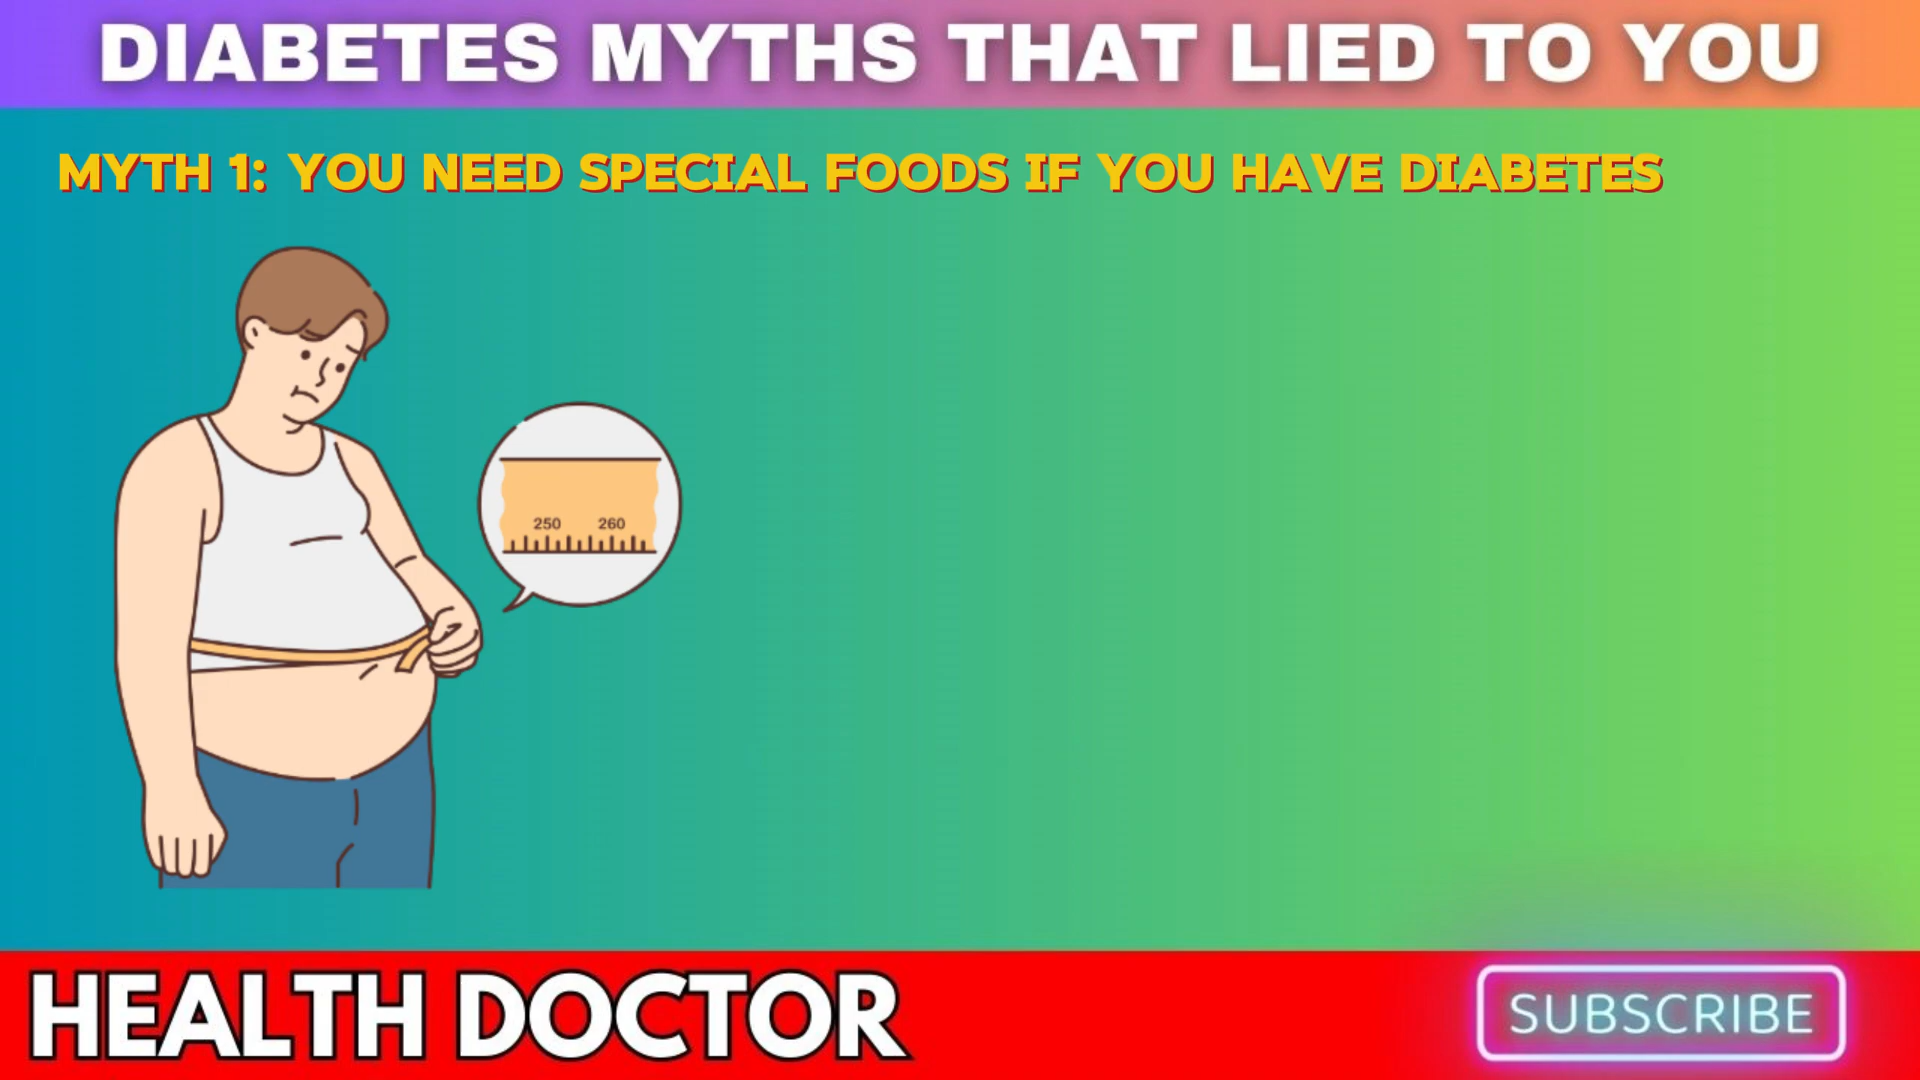 DIABETES MYTHS THAT LIED TO YOU
MYTH 1: YOU NEED SPECIAL FOODS IF YOU HAVE DIABETES
250 260
HEALTH DOCTOR
SUBSCRIBE